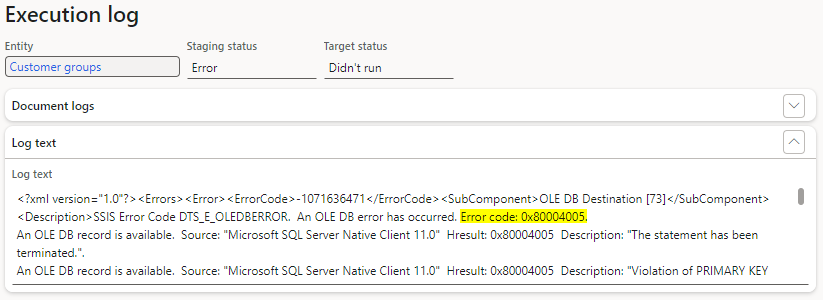 Execution log
Entity Staging status Target status
Customer groups Error Didn't run
Document logs
Log text
Log text
<?xml version="1.0"?><Errors><Error><ErrorCode>-1071636471</ErrorCode><SubComponent>OLE DB Destination [73]</SubComponent>
<Description>SSIS Error Code DTS_E_OLEDBERROR.  An OLE DB error has occurred. Error code: 0x80004005.
An OLE DB record is available.  Source: "Microsoft SQL Server Native Client 11.0"  Hresult: 0x80004005  Description: "The statement has been
terminated.".
An OLE DB record is available.  Source: "Microsoft SQL Server Native Client 11.0"  Hresult: 0x80004005  Description: "Violation of PRIMARY KEY